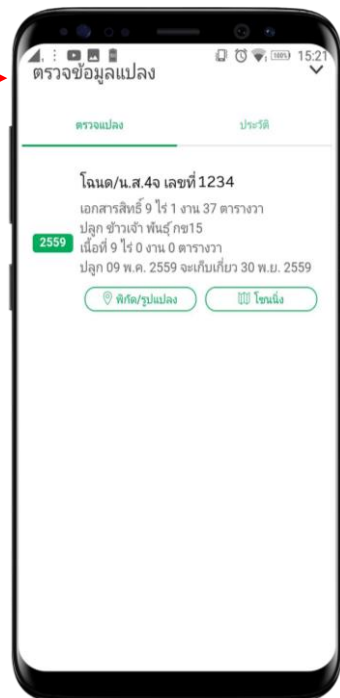 100% 15:21
ตรวจข้อมูลแปลง
ตรวจแปลง ประวัติ
โฉนด/น.ส.4จ เลขที่ 1234
เอกสารสิทธิ์ 9 ไร่ 1 งาน 37 ตารางวา
ปลูก ข้าวเจ้า พันธุ์ กข15
2559 เนื้อที่ 9 ไร่ 0 งาน 0 ตารางวา
ปลูก 09 พ.ค. 2559 จะเก็บเกี่ยว 30 พ.ย. 2559
พิกัด/รูปแปลง โซนนิ่ง